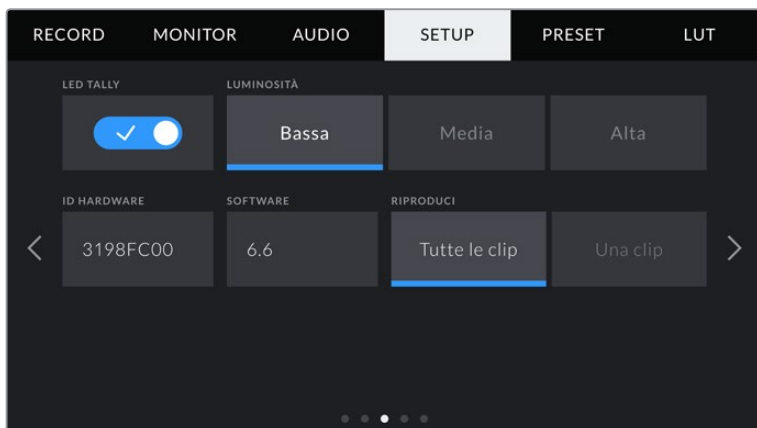 RECORD MONITOR AUDIO SETUP PRESET LUT
LED TALLY LUMINOSITÀ
Bassa Media Alta
ID HARDWARE SOFTWARE RIPRODUCI
3198FC00 6.6 Tutte le clip Una clip